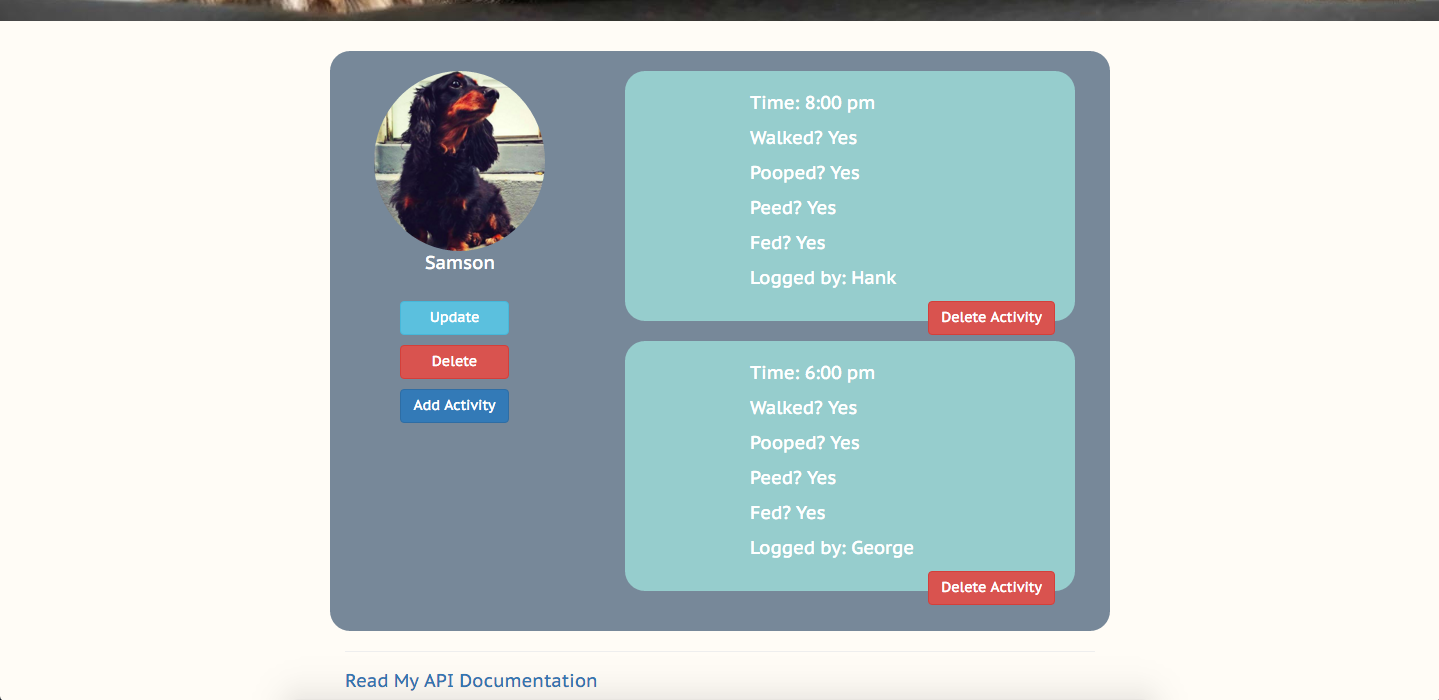 Samson
Update
Delete
Add Activity
Time: 8:00 pm
Walked? Yes
Pooped? Yes
Peed? Yes
Fed? Yes
Logged by: Hank
Delete Activity
Time: 6:00 pm
Walked? Yes
Pooped? Yes
Peed? Yes
Fed? Yes
Logged by: George
Delete Activity
Read My API Documentation